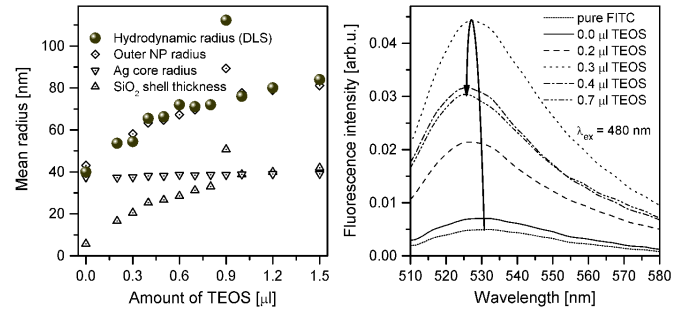 Mean radius [nm]
120
100
80
60
40
20
0
Hydrodynamic radius (DLS)
Outer NP radius
Ag core radius
SiO2 shell thickness
0.0 0.3 0.6 0.9 1.2 1.5
Amount of TEOS [µl]
Fluorescence intensity [arb.u.]
0.04
0.03
0.02
0.01
0.00
pure FITC
0.0 µl TEOS
0.2 µl TEOS
0.3 µl TEOS
0.4 µl TEOS
0.7 µl TEOS
λex = 480 nm
510 520 530 540 550 560 570 580
Wavelength [nm]